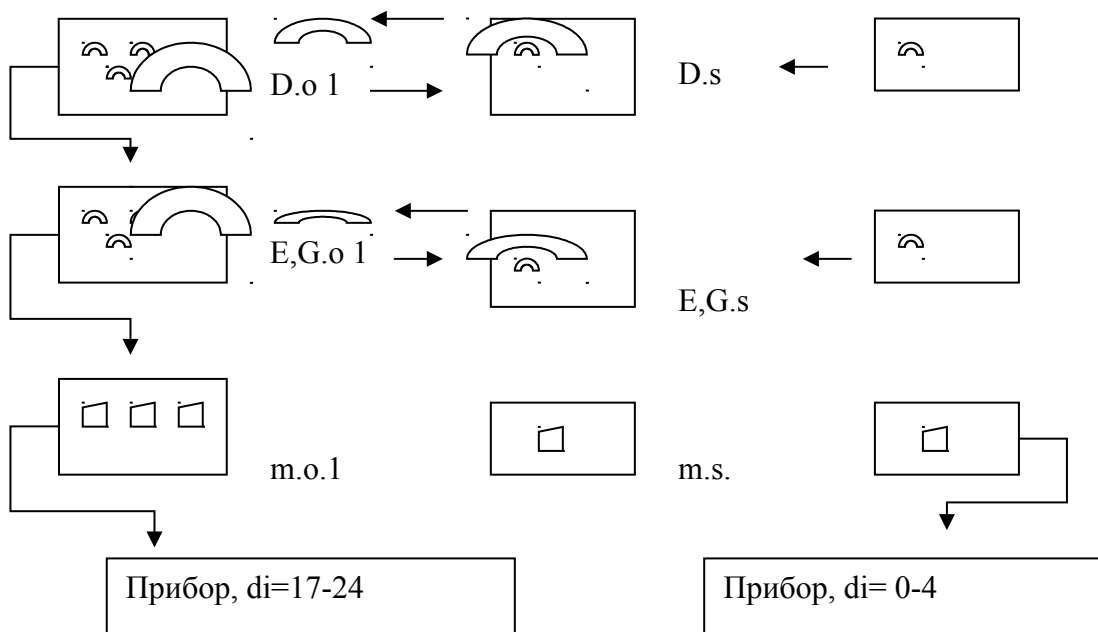 D.o 1
D.s
E,G.o 1
E,G.s
m.o.1
m.s.
Прибор, di=17-24
Прибор, di= 0-4